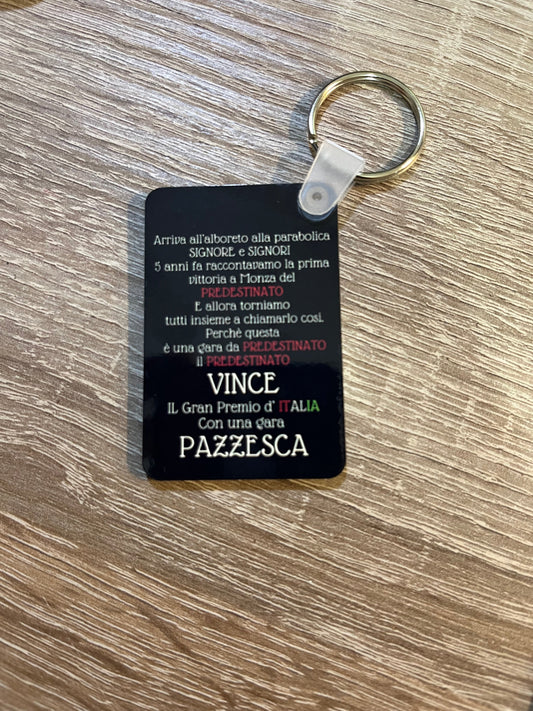 Arriva all'alboreto alla parabolica
SIGNORE e SIGNORI
5 anni fa raccontavamo la prima
vittoria a Monza del
PREDESTINATO
E allora torniamo
tutti insieme a chiamarlo così.
Perchè questa
è una gara da PREDESTINATO
il PREDESTINATO
VINCE
IL Gran Premio d' ITALIA
Con una gara
PAZZESCA